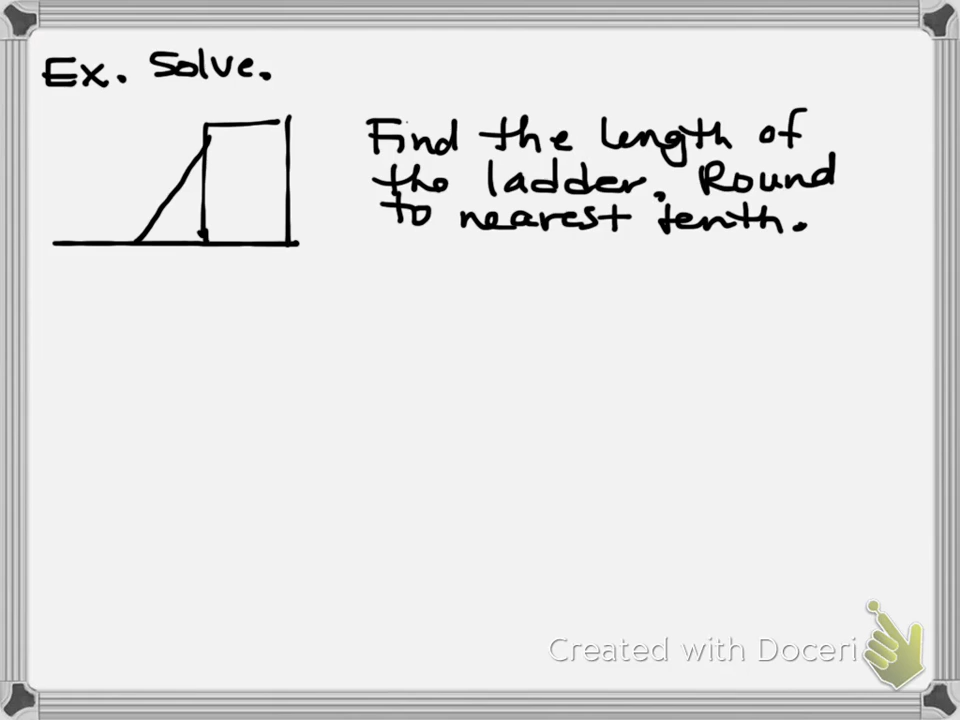 Ex. Solve.
Find the length of
the ladder. Round
to nearest tenth.
Created with Doceri